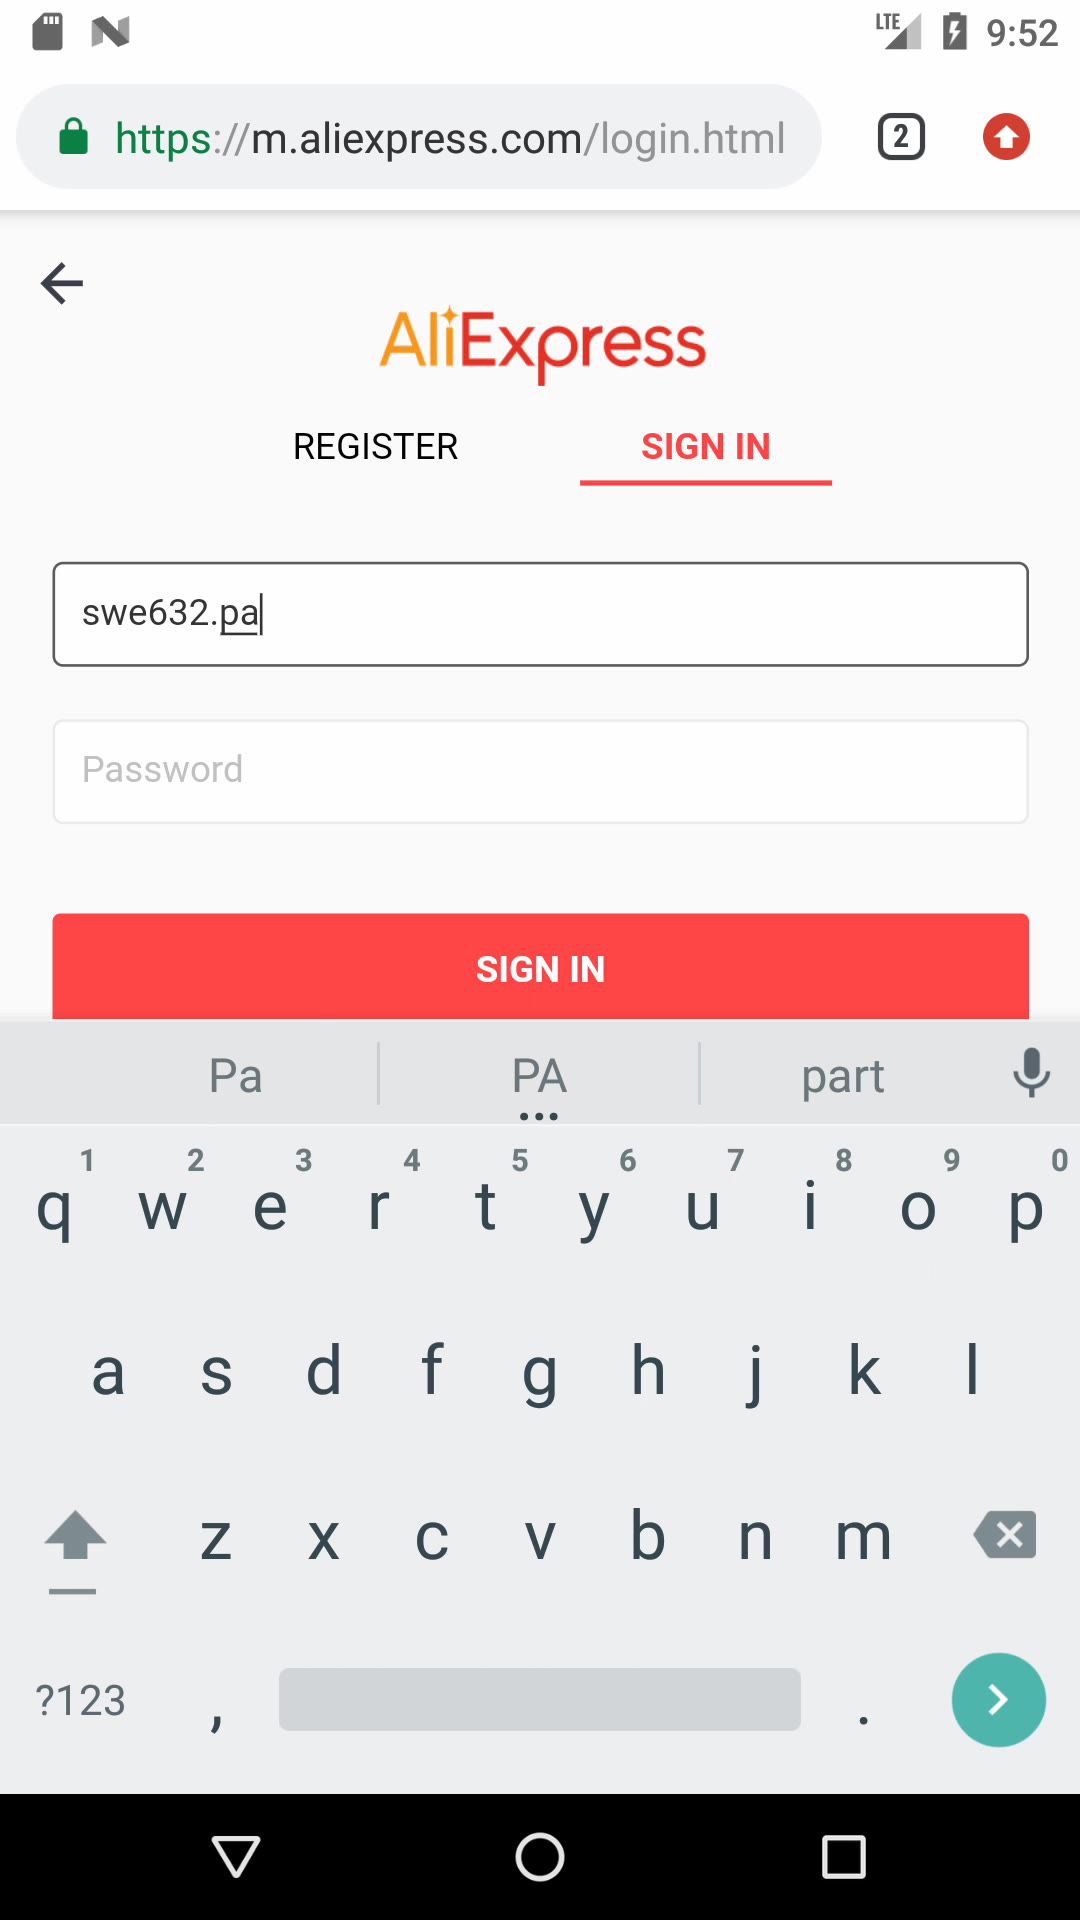 LTE 9:52
https://m.aliexpress.com/login.html 2
AliExpress
REGISTER SIGN IN
swe632.pa
Password
SIGN IN
Pa PA part
1 2 3 4 5 6 7 8 9 0
q w e r t y u i o p
a s d f g h j k l
z x c v b n m
?123 , .